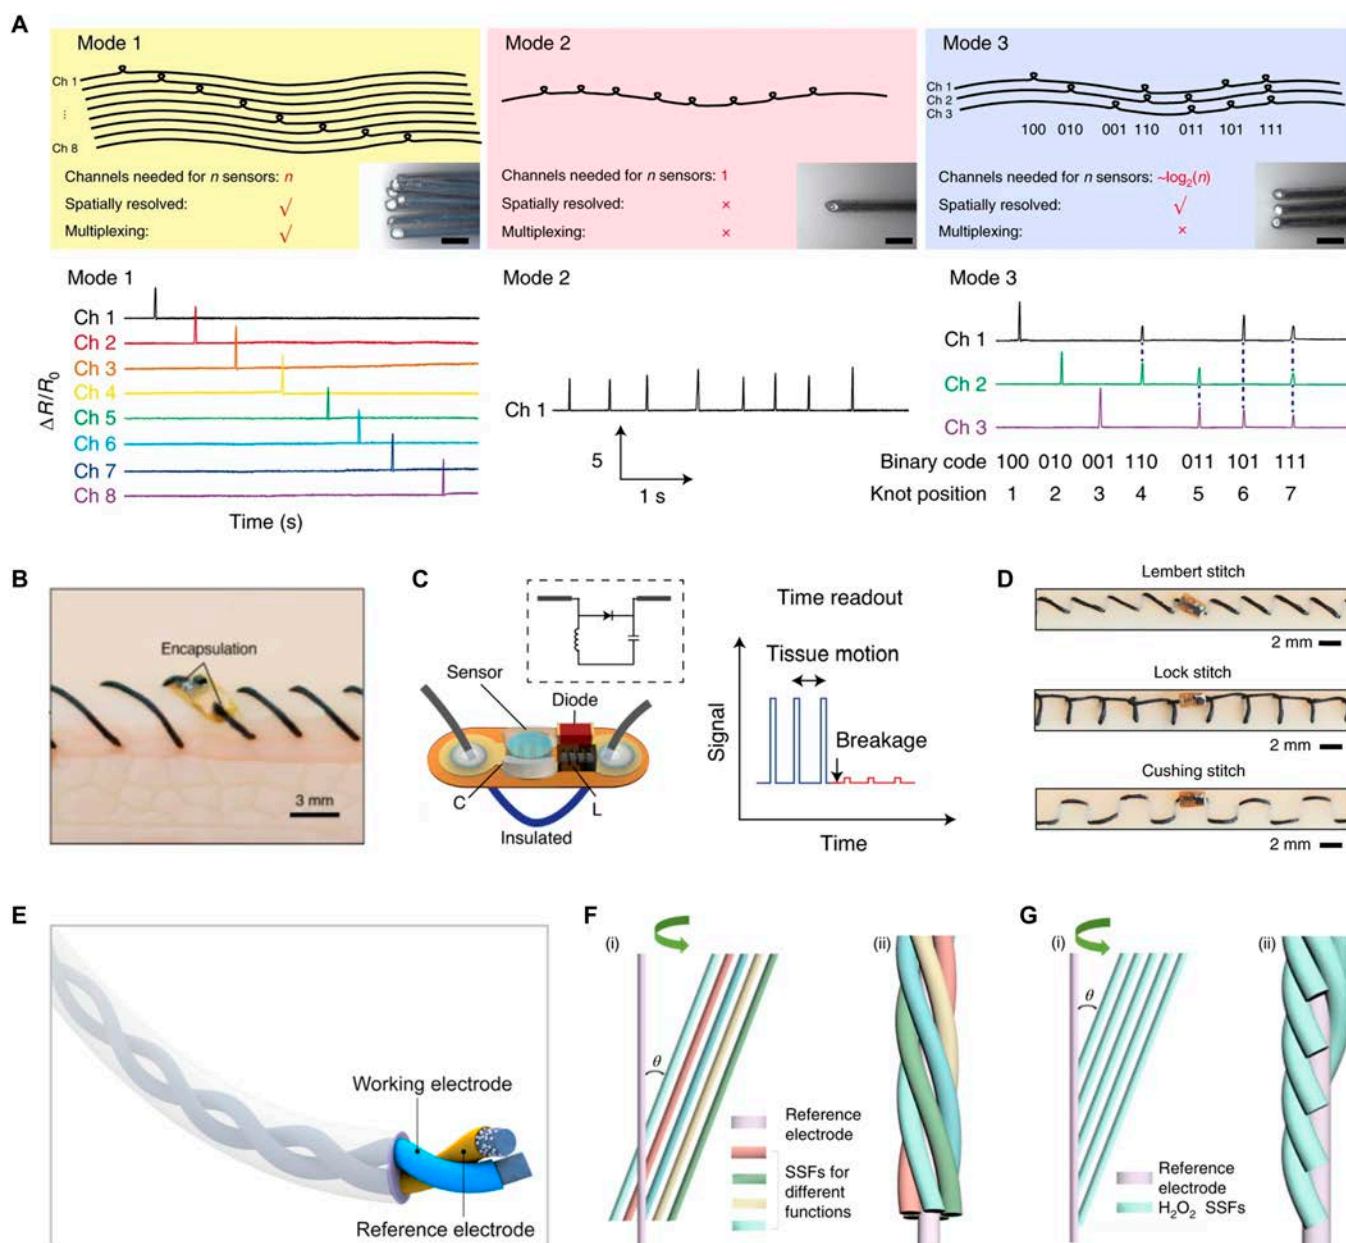 A
Mode 1
Ch 1
⋮
Ch 8
Channels needed for n sensors: n
Spatially resolved: √
Multiplexing: √
Mode 2
Channels needed for n sensors: 1
Spatially resolved: ×
Multiplexing: ×
Mode 3
Ch 1
Ch 2
Ch 3
100 010 001 110 011 101 111
Channels needed for n sensors: ~log₂(n)
Spatially resolved: √
Multiplexing: ×
Mode 1
ΔR/R₀
Ch 1
Ch 2
Ch 3
Ch 4
Ch 5
Ch 6
Ch 7
Ch 8
Time (s)
Mode 2
Ch 1
5
1 s
Mode 3
Ch 1
Ch 2
Ch 3
Binary code 100 010 001 110 011 101 111
Knot position 1 2 3 4 5 6 7
B
Encapsulation
3 mm
C
Sensor
Diode
C
L
Insulated
Time readout
Tissue motion
Signal
Breakage
Time
D
Lembert stitch
2 mm
Lock stitch
2 mm
Cushing stitch
2 mm
E
Working electrode
Reference electrode
F
(i)
θ
(ii)
Reference
electrode
SSFs for
different
functions
G
(i)
θ
(ii)
Reference
electrode
H₂O₂ SSFs